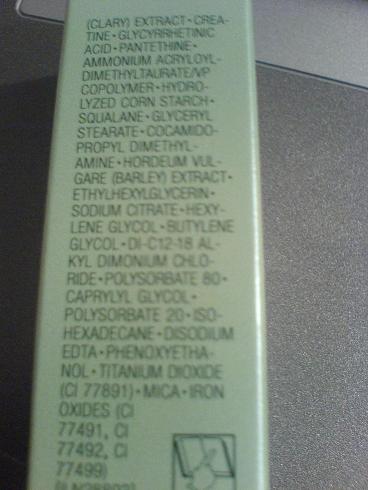 (CLARY) EXTRACT • CREA-
TINE • GLYCYRRHETINIC
ACID • PANTETHINE •
AMMONIUM ACRYLOYL-
DIMETHYLTAURATE/VP
COPOLYMER • HYDRO-
LYZED CORN STARCH •
SQUALANE • GLYCERYL
STEARATE • COCAMIDO-
PROPYL DIMETHYL-
AMINE • HORDEUM VUL-
GARE (BARLEY) EXTRACT •
ETHYLHEXYLGLYCERIN •
SODIUM CITRATE • HEXY-
LENE GLYCOL • BUTYLENE
GLYCOL • DI-C12-18 AL-
KYL DIMONIUM CHLO-
RIDE • POLYSORBATE 80 •
CAPRYLYL GLYCOL •
POLYSORBATE 20 • ISO-
HEXADECANE • DISODIUM
EDTA • PHENOXYETHA-
NOL • TITANIUM DIOXIDE
(CI 77891) • MICA • IRON
OXIDES (CI
77491, CI
77492, CI
77499)